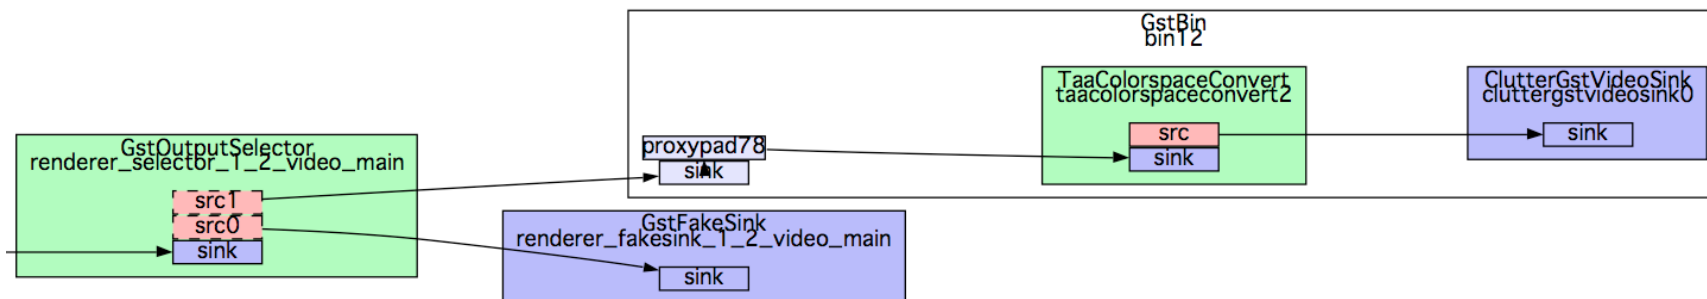 GstBin
bin12
TaaColorspaceConvert
taacolorspaceconvert2
src
sink
ClutterGstVideoSink
cluttergstvideosink0
sink
proxypad78
sink
GstOutputSelector
renderer_selector_1_2_video_main
src1
src0
sink
GstFakeSink
renderer_fakesink_1_2_video_main
sink